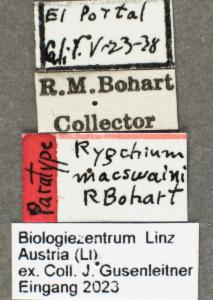 El Portal
Calif. V-23-38
R.M. Bohart
Collector
Paratype
Rygchium
macswaini
RBohart
Biologiezentrum Linz
Austria (LI)
ex. Coll. J. Gusenleitner
Eingang 2023